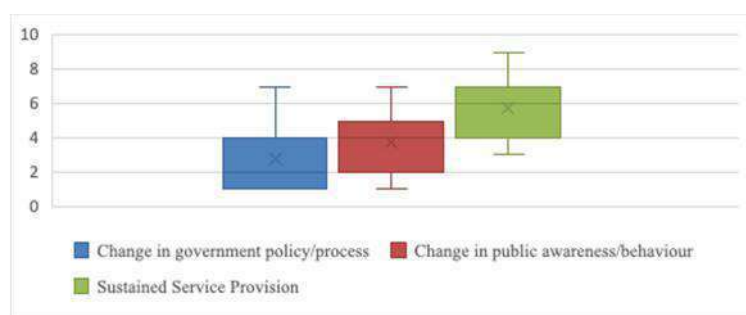 10
8
6
4
2
0
Change in government policy/process
Change in public awareness/behaviour
Sustained Service Provision